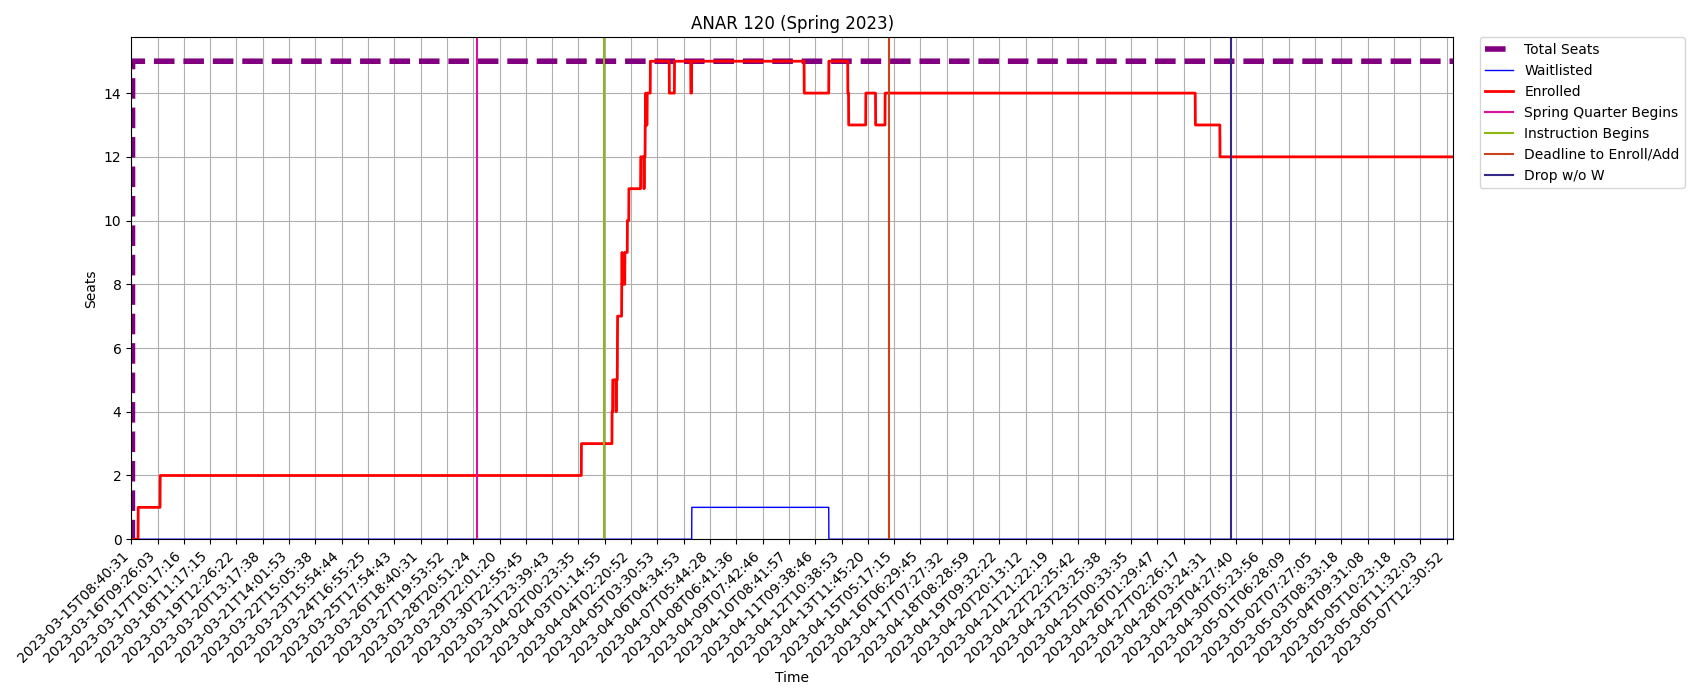 ANAR 120 (Spring 2023)
Total Seats
Waitlisted
Enrolled
Spring Quarter Begins
Instruction Begins
Deadline to Enroll/Add
Drop w/o W
Seats
14
12
10
8
6
4
2
0
2023-03-15T08:40:31
2023-03-16T09:26:03
2023-03-17T10:17:16
2023-03-18T11:17:15
2023-03-19T12:26:22
2023-03-20T13:17:38
2023-03-21T14:01:53
2023-03-22T15:05:38
2023-03-23T15:54:44
2023-03-24T16:55:25
2023-03-25T17:54:43
2023-03-26T18:40:31
2023-03-27T19:53:52
2023-03-28T20:51:24
2023-03-29T22:01:20
2023-03-30T22:55:45
2023-03-31T23:39:43
2023-04-02T00:23:35
2023-04-03T01:14:55
2023-04-04T02:20:52
2023-04-05T03:30:53
2023-04-06T04:34:53
2023-04-07T05:44:28
2023-04-08T06:41:36
2023-04-09T07:42:46
2023-04-10T08:41:57
2023-04-11T09:38:46
2023-04-12T10:38:53
2023-04-13T11:45:20
2023-04-15T05:17:15
2023-04-16T06:29:45
2023-04-17T07:27:32
2023-04-18T08:28:59
2023-04-19T09:32:22
2023-04-20T20:13:12
2023-04-21T21:22:19
2023-04-22T22:25:42
2023-04-23T23:25:38
2023-04-25T00:33:35
2023-04-26T01:29:47
2023-04-27T02:26:17
2023-04-28T03:24:31
2023-04-29T04:27:40
2023-04-30T05:23:56
2023-05-01T06:28:09
2023-05-02T07:27:05
2023-05-03T08:33:18
2023-05-04T09:31:08
2023-05-05T10:23:18
2023-05-06T11:32:03
2023-05-07T12:30:52
Time